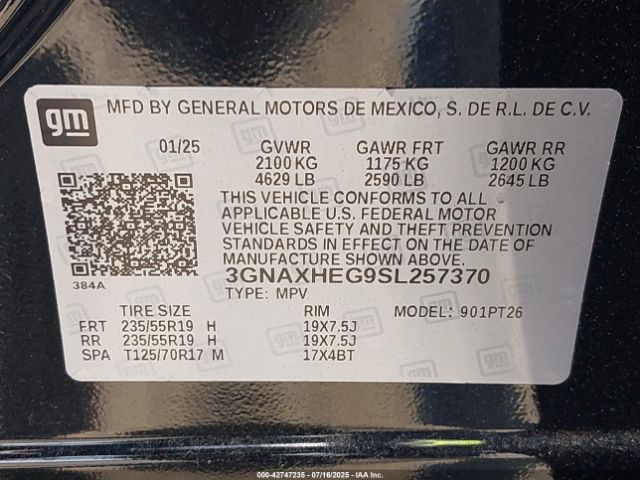 gm
MFD BY GENERAL MOTORS DE MEXICO, S. DE R.L. DE C.V.
01/25 GVWR GAWR FRT GAWR RR
2100 KG 1175 KG 1200 KG
4629 LB 2590 LB 2645 LB
THIS VEHICLE CONFORMS TO ALL
APPLICABLE U.S. FEDERAL MOTOR
VEHICLE SAFETY AND THEFT PREVENTION
STANDARDS IN EFFECT ON THE DATE OF
MANUFACTURE SHOWN ABOVE.
384A
3GNAXHEG9SL257370
TYPE: MPV
TIRE SIZE RIM MODEL: 901PT26
FRT 235/55R19 H 19X7.5J
RR 235/55R19 H 19X7.5J
SPA T125/70R17 M 17X4BT
000-42747235 - 07/16/2025 - IAAI.COM